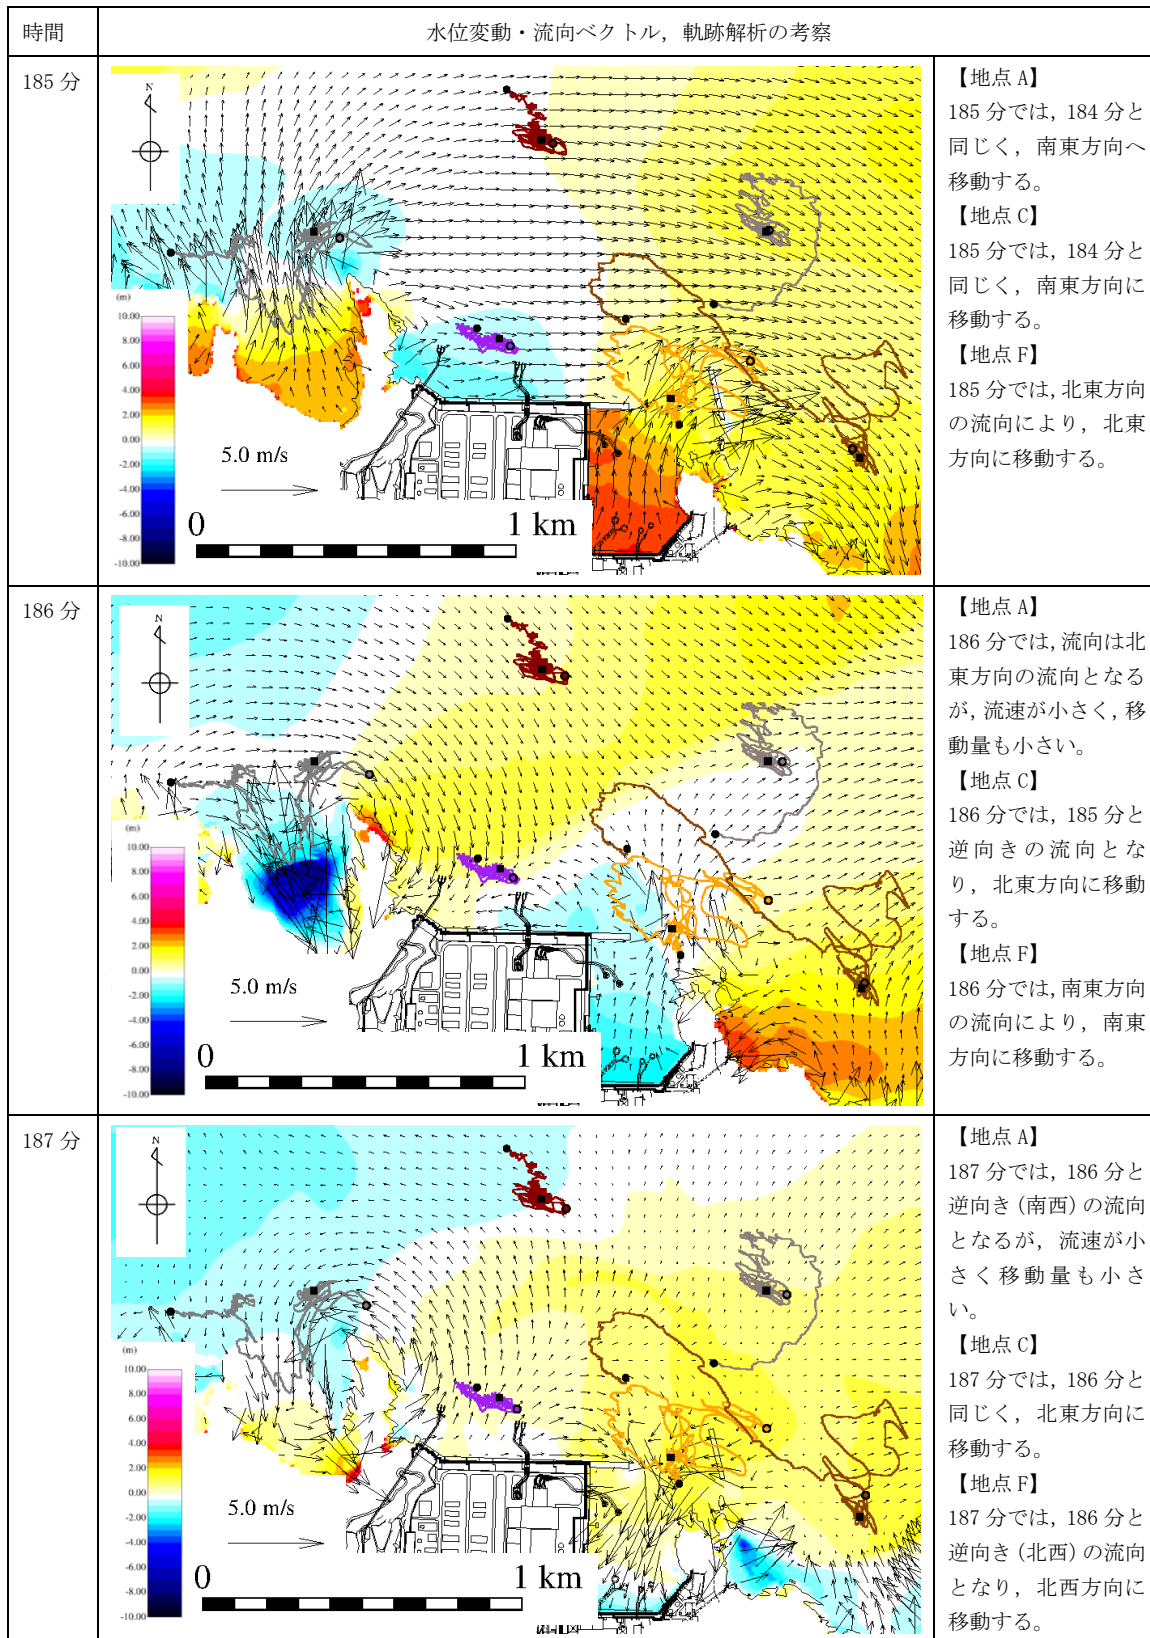 時間
水位変動・流向ベクトル，軌跡解析の考察
185 分
N
(m)
10.00
8.00
6.00
4.00
2.00
0.00
-2.00
-4.00
-6.00
-8.00
-10.00
5.0 m/s
0
1 km
【地点 A】
185 分では，184 分と
同じく，南東方向へ
移動する。
【地点 C】
185 分では，184 分と
同じく，南東方向に
移動する。
【地点 F】
185 分では，北東方向
の流向により，北東
方向に移動する。
186 分
N
(m)
10.00
8.00
6.00
4.00
2.00
0.00
-2.00
-4.00
-6.00
-8.00
-10.00
5.0 m/s
0
1 km
【地点 A】
186 分では，流向は北
東方向の流向となる
が，流速が小さく，移
動量も小さい。
【地点 C】
186 分では，185 分と
逆向きの流向とな
り，北東方向に移動
する。
【地点 F】
186 分では，南東方向
の流向により，南東
方向に移動する。
187 分
N
(m)
10.00
8.00
6.00
4.00
2.00
0.00
-2.00
-4.00
-6.00
-8.00
-10.00
5.0 m/s
0
1 km
【地点 A】
187 分では，186 分と
逆向き（南西）の流向
となるが，流速が小
さく移動量も小さ
い。
【地点 C】
187 分では，186 分と
同じく，北東方向に
移動する。
【地点 F】
187 分では，186 分と
逆向き（北西）の流向
となり，北西方向に
移動する。